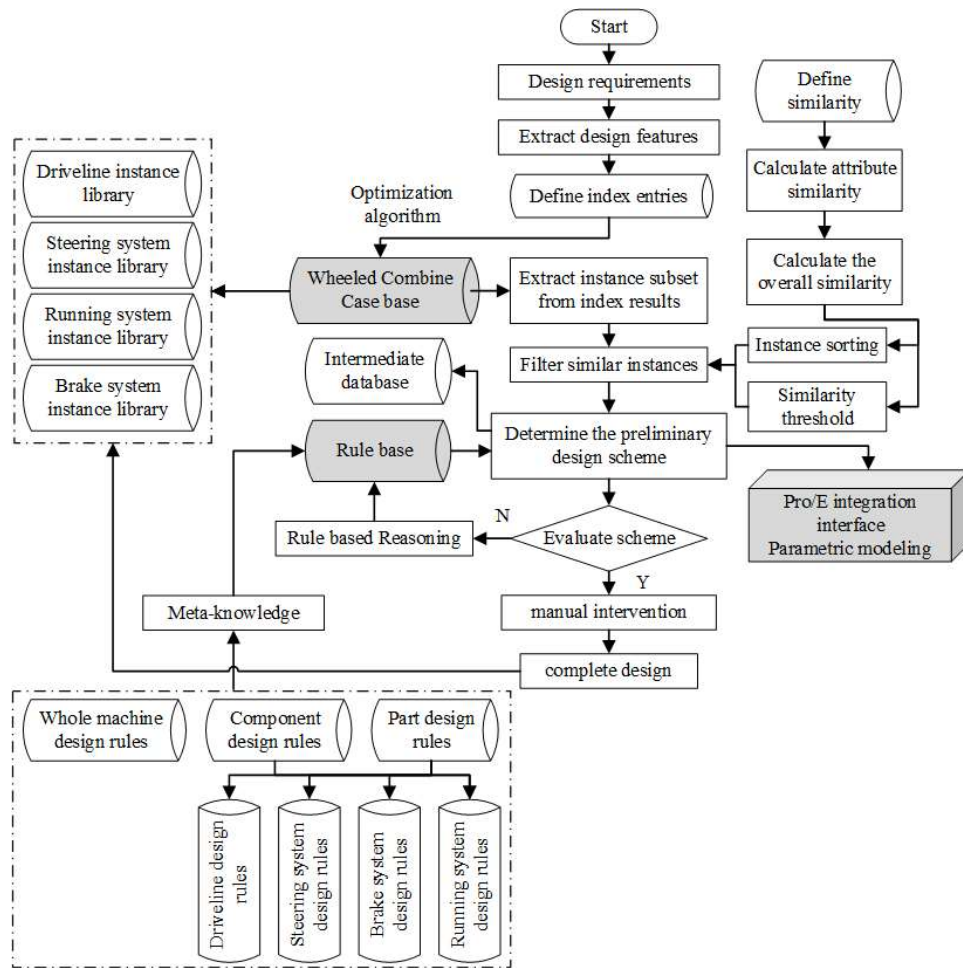 Start
Design requirements
Extract design features
Define index entries
Define
similarity
Calculate attribute
similarity
Calculate the
overall similarity
Instance sorting
Similarity
threshold
Driveline instance
library
Steering system
instance library
Running system
instance library
Brake system
instance library
Optimization
algorithm
Wheeled Combine
Case base
Extract instance subset
from index results
Intermediate
database
Filter similar instances
Rule base
Determine the preliminary
design scheme
Pro/E integration
interface
Parametric modeling
Rule based Reasoning
N
Evaluate scheme
Y
Meta-knowledge
manual intervention
complete design
Whole machine
design rules
Component
design rules
Part design
rules
Driveline design
rules
Steering system
design rules
Brake system
design rules
Running system
design rules